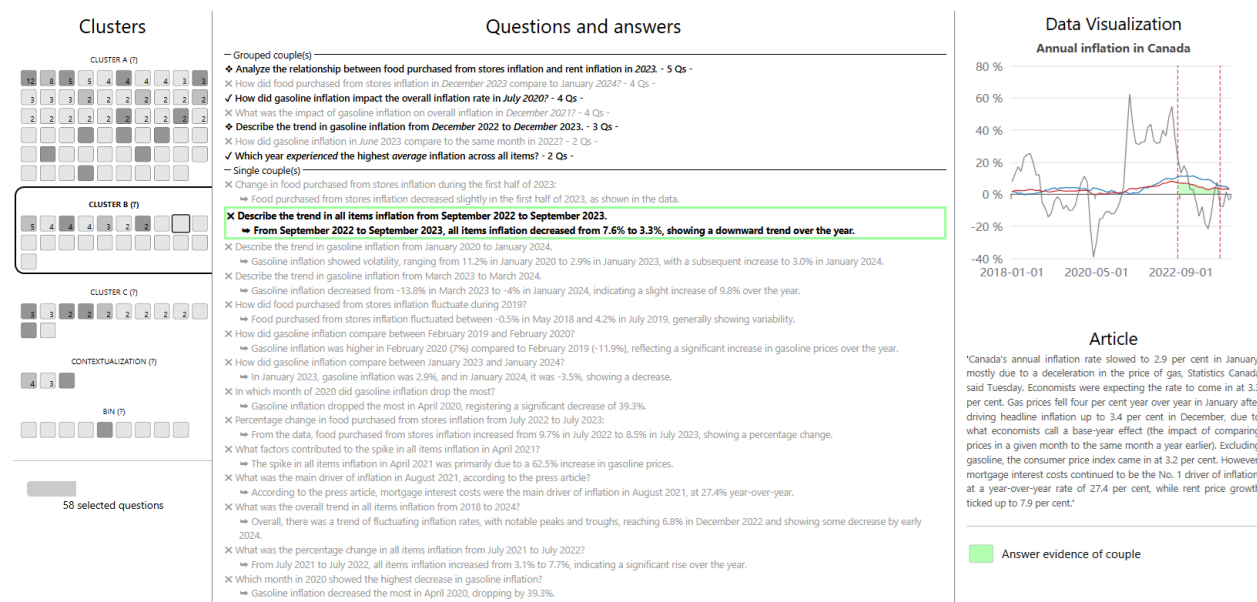 Clusters
CLUSTER A (?)
12 8 5 5 4 4 4 4 3 3
3 3 3 2 2 2 2 2 2 2
2 2 2 2 2 2 2 2 2
CLUSTER B (?)
5 4 4 4 3 2 2
CLUSTER C (?)
3 3 2 2 2 2 2 2 2
CONTEXTUALIZATION (?)
4 3
BIN (?)
58 selected questions
Questions and answers
Grouped couple(s)
❖ Analyze the relationship between food purchased from stores inflation and rent inflation in 2023. - 5 Qs -
✕ How did food purchased from stores inflation in December 2023 compare to January 2024? - 4 Qs -
✓ How did gasoline inflation impact the overall inflation rate in July 2020? - 4 Qs -
✕ What was the impact of gasoline inflation on overall inflation in December 2021? - 4 Qs -
❖ Describe the trend in gasoline inflation from December 2022 to December 2023. - 3 Qs -
✕ How did gasoline inflation in June 2023 compare to the same month in 2022? - 2 Qs -
✓ Which year experienced the highest average inflation across all items? - 2 Qs -
Single couple(s)
✕ Change in food purchased from stores inflation during the first half of 2023:
➥ Food purchased from stores inflation decreased slightly in the first half of 2023, as shown in the data.
✕ Describe the trend in all items inflation from September 2022 to September 2023.
➥ From September 2022 to September 2023, all items inflation decreased from 7.6% to 3.3%, showing a downward trend over the year.
✕ Describe the trend in gasoline inflation from January 2020 to January 2024.
➥ Gasoline inflation showed volatility, ranging from 11.2% in January 2020 to 2.9% in January 2023, with a subsequent increase to 3.0% in January 2024.
✕ Describe the trend in gasoline inflation from March 2023 to March 2024.
➥ Gasoline inflation decreased from -13.8% in March 2023 to -4% in January 2024, indicating a slight increase of 9.8% over the year.
✕ How did food purchased from stores inflation fluctuate during 2019?
➥ Food purchased from stores inflation fluctuated between -0.5% in May 2018 and 4.2% in July 2019, generally showing variability.
✕ How did gasoline inflation compare between February 2019 and February 2020?
➥ Gasoline inflation was higher in February 2020 (7%) compared to February 2019 (-11.9%), reflecting a significant increase in gasoline prices over the year.
✕ How did gasoline inflation compare between January 2023 and January 2024?
➥ In January 2023, gasoline inflation was 2.9%, and in January 2024, it was -3.5%, showing a decrease.
✕ In which month of 2020 did gasoline inflation drop the most?
➥ Gasoline inflation dropped the most in April 2020, registering a significant decrease of 39.3%.
✕ Percentage change in food purchased from stores inflation from July 2022 to July 2023:
➥ From the data, food purchased from stores inflation increased from 9.7% in July 2022 to 8.5% in July 2023, showing a percentage change.
✕ What factors contributed to the spike in all items inflation in April 2021?
➥ The spike in all items inflation in April 2021 was primarily due to a 62.5% increase in gasoline prices.
✕ What was the main driver of inflation in August 2021, according to the press article?
➥ According to the press article, mortgage interest costs were the main driver of inflation in August 2021, at 27.4% year-over-year.
✕ What was the overall trend in all items inflation from 2018 to 2024?
➥ Overall, there was a trend of fluctuating inflation rates, with notable peaks and troughs, reaching 6.8% in December 2022 and showing some decrease by early
2024.
✕ What was the percentage change in all items inflation from July 2021 to July 2022?
➥ From July 2021 to July 2022, all items inflation increased from 3.1% to 7.7%, indicating a significant rise over the year.
✕ Which month in 2020 showed the highest decrease in gasoline inflation?
➥ Gasoline inflation decreased the most in April 2020, dropping by 39.3%.
Data Visualization
Annual inflation in Canada
80 %
60 %
40 %
20 %
0 %
-20 %
-40 %
2018-01-01 2020-05-01 2022-09-01
Article
'Canada's annual inflation rate slowed to 2.9 per cent in January,
mostly due to a deceleration in the price of gas, Statistics Canada
said Tuesday. Economists were expecting the rate to come in at 3.3
per cent. Gas prices fell four per cent year over year in January after
driving headline inflation up to 3.4 per cent in December, due to
what economists call a base-year effect (the impact of comparing
prices in a given month to the same month a year earlier). Excluding
gasoline, the consumer price index came in at 3.2 per cent. However,
mortgage interest costs continued to be the No. 1 driver of inflation
at a year-over-year rate of 27.4 per cent, while rent price growth
ticked up to 7.9 per cent.'
Answer evidence of couple